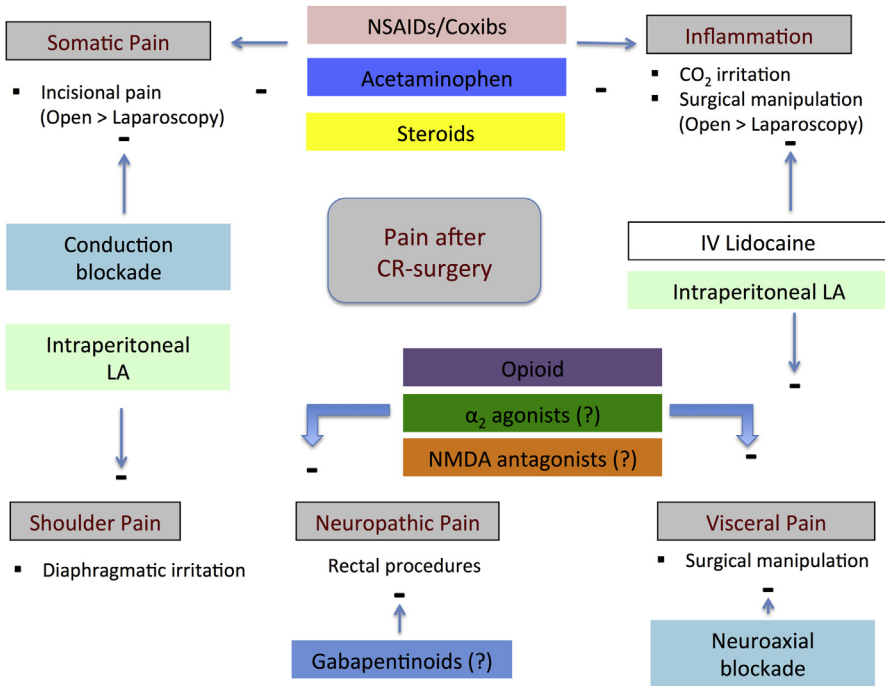 Somatic Pain
▪ Incisional pain
(Open > Laparoscopy)
-
NSAIDs/Coxibs
Acetaminophen
Steroids
-
-
Inflammation
▪ CO₂ irritation
▪ Surgical manipulation
(Open > Laparoscopy)
-
Conduction
blockade
Pain after
CR-surgery
IV Lidocaine
Intraperitoneal LA
-
Intraperitoneal
LA
-
Opioid
α₂ agonists (?)
NMDA antagonists (?)
-
-
Shoulder Pain
▪ Diaphragmatic irritation
Neuropathic Pain
Rectal procedures
-
Gabapentinoids (?)
Visceral Pain
▪ Surgical manipulation
-
Neuroaxial
blockade